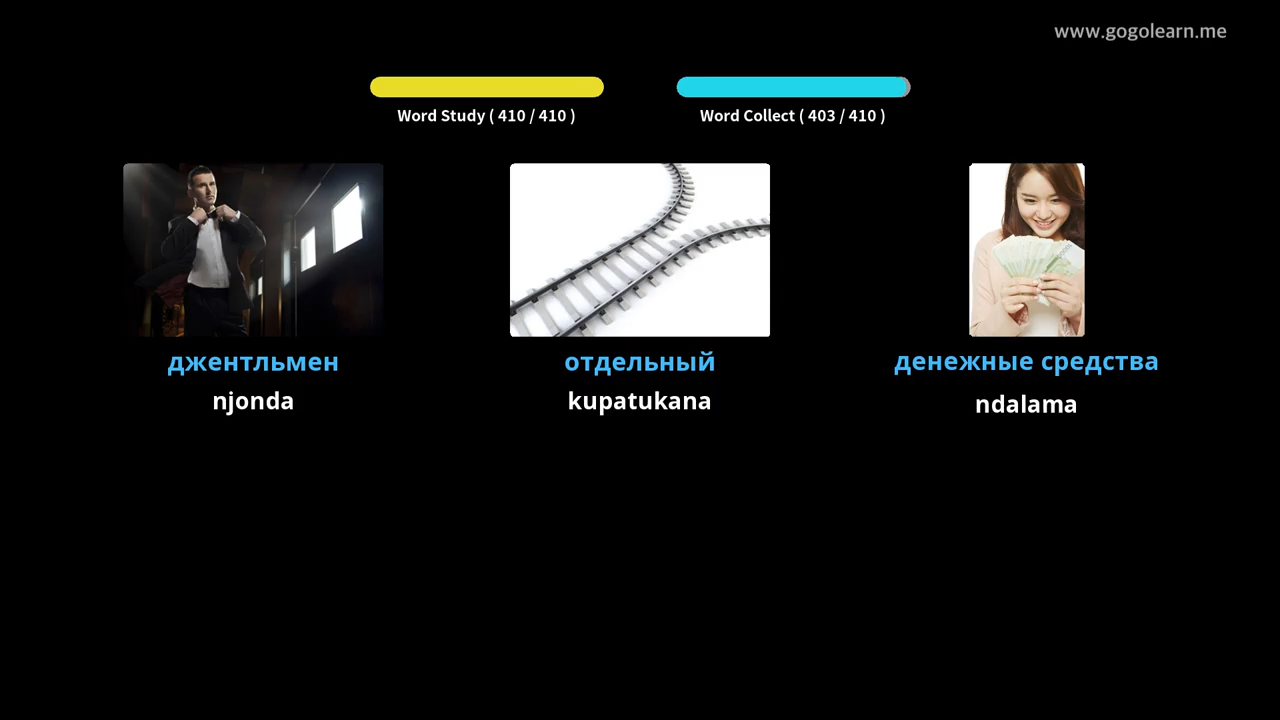 www.gogolearn.me
Word Study ( 410 / 410 )
Word Collect ( 403 / 410 )
джентльмен
njonda
отдельный
kupatukana
денежные средства
ndalama